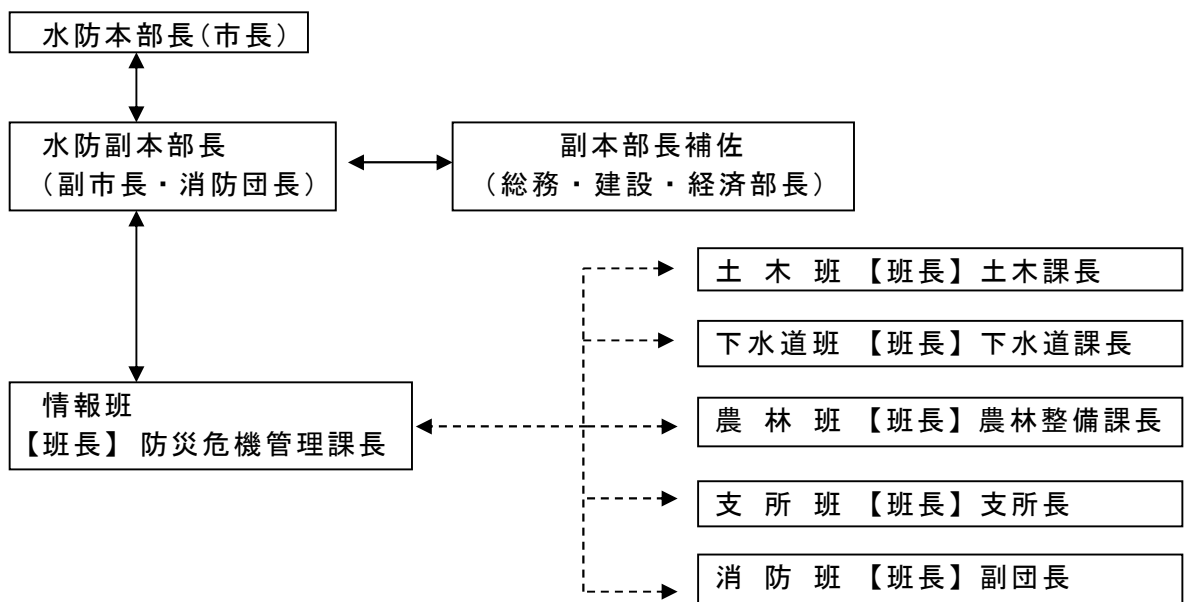 水防本部長(市長)
水防副本部長
(副市長・消防団長)
副本部長補佐
(総務・建設・経済部長)
土 木 班 【班長】土木課長
下水道班 【班長】下水道課長
情報班
【班長】防災危機管理課長
農 林 班 【班長】農林整備課長
支 所 班 【班長】支所長
消 防 班 【班長】副団長